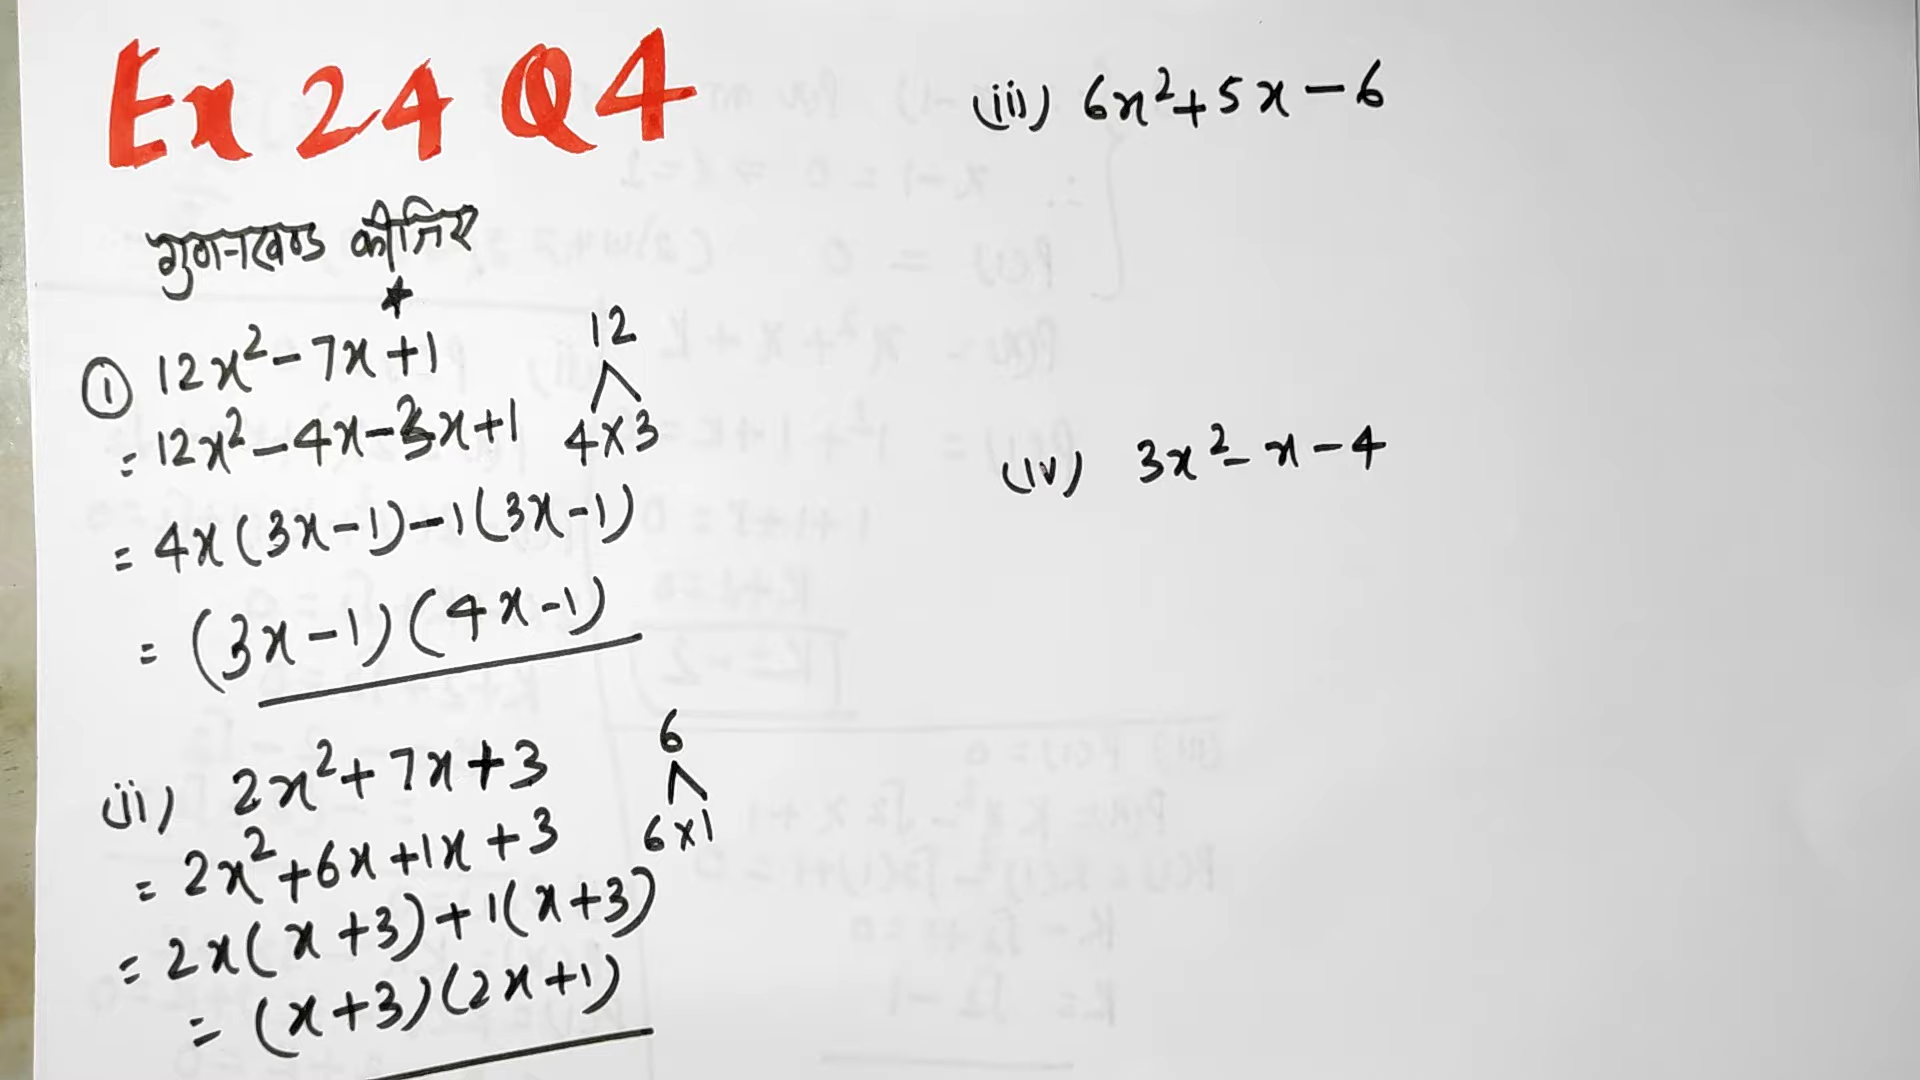 Ex 24 Q4
गुणनखण्ड कीजिए
① 12x² - 7x + 1
= 12x² - 4x - 3x + 1
12
4 × 3
= 4x (3x - 1) - 1 (3x - 1)
= (3x - 1) (4x - 1)
(ii) 2x² + 7x + 3
= 2x² + 6x + 1x + 3
6
6 × 1
= 2x (x + 3) + 1 (x + 3)
= (x + 3) (2x + 1)
(iii) 6x² + 5x - 6
(iv) 3x² - x - 4